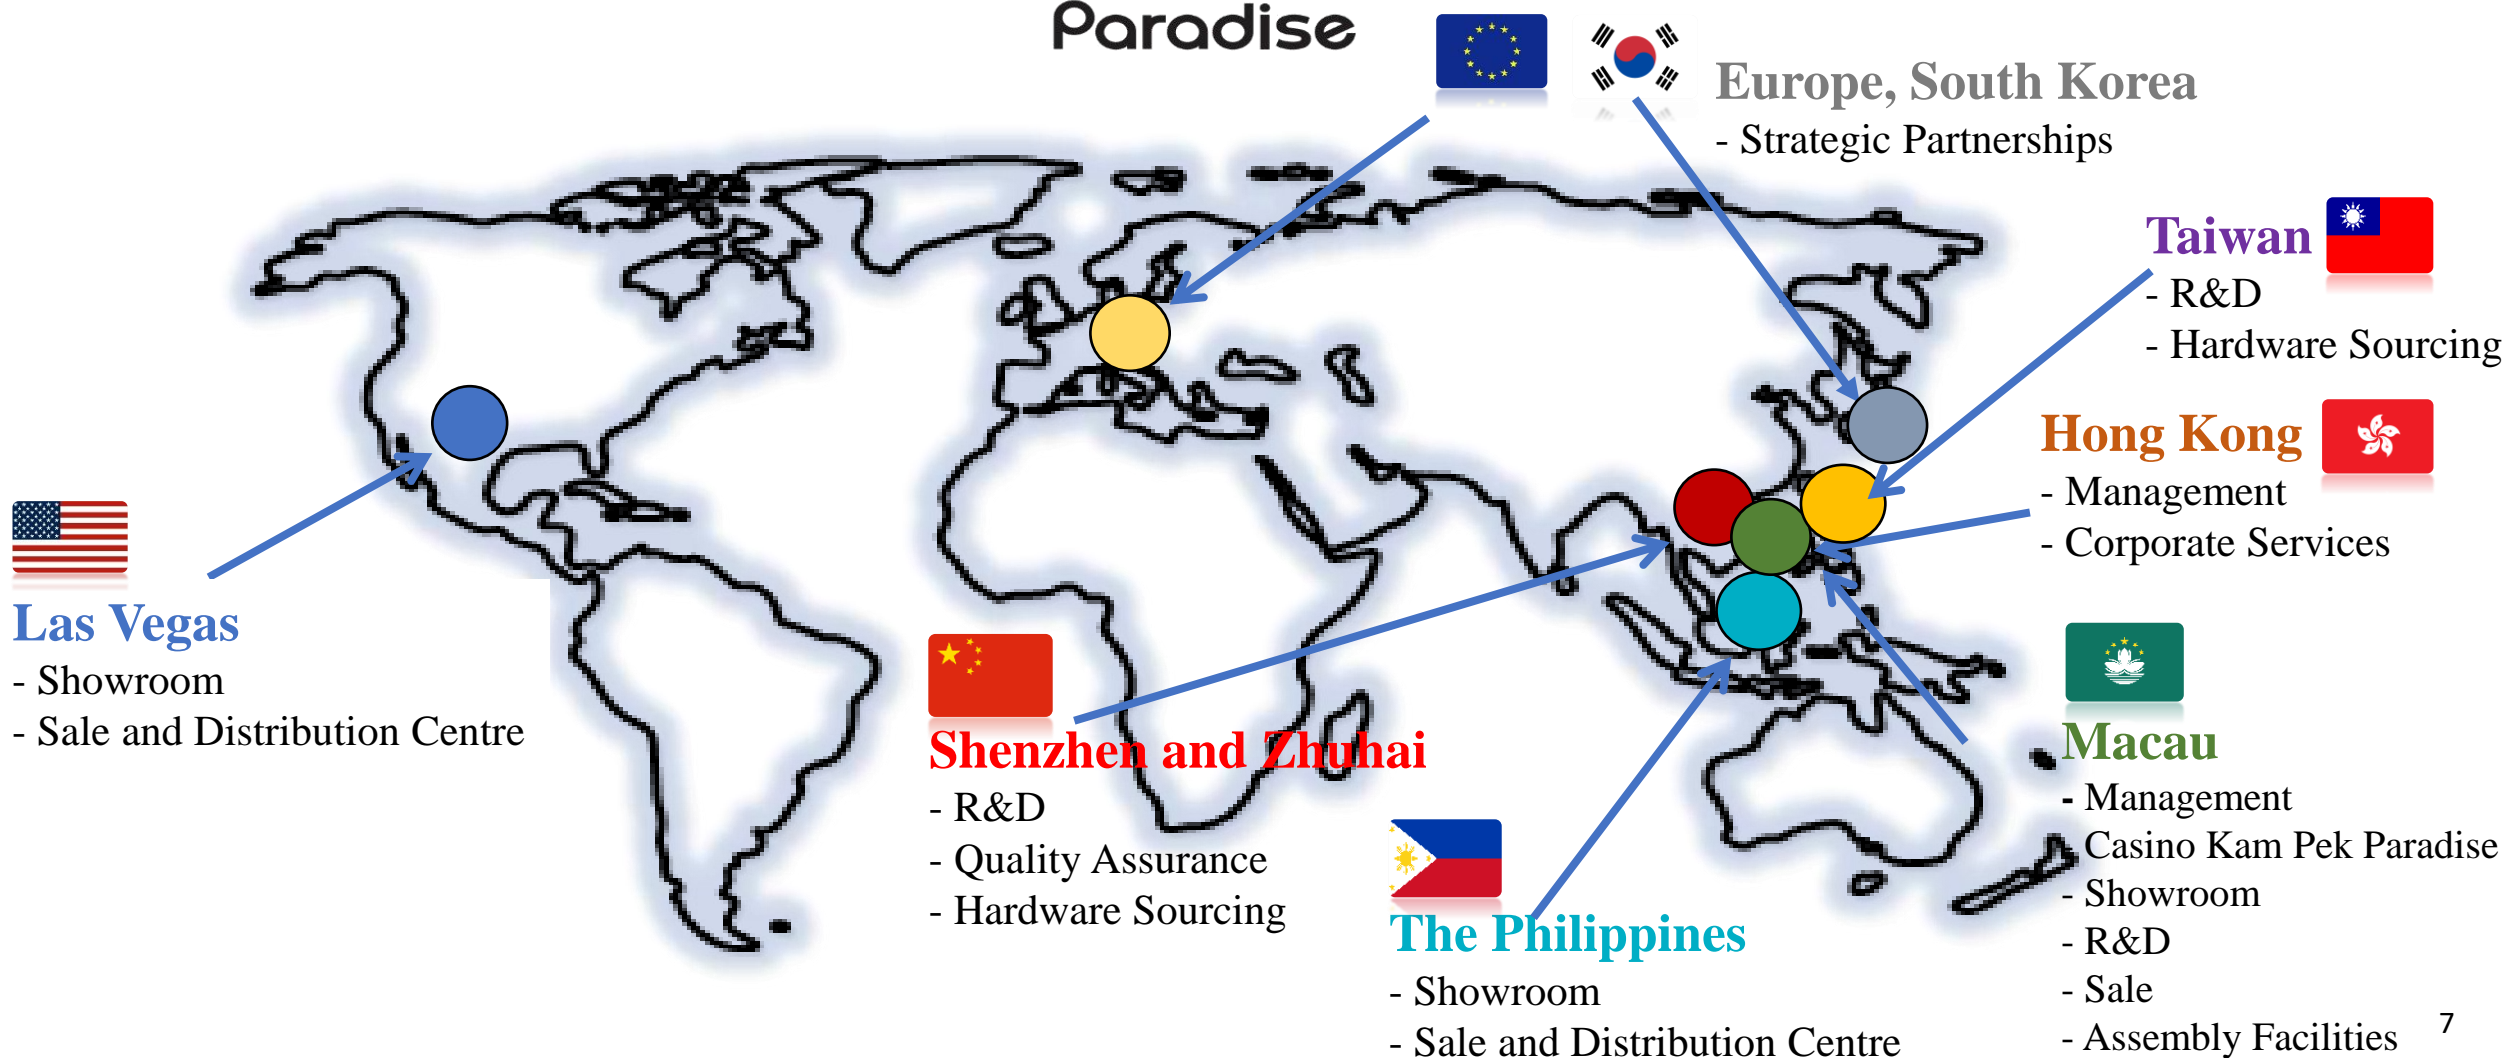 Paradise
Europe, South Korea
- Strategic Partnerships
Taiwan
- R&D
- Hardware Sourcing
Hong Kong
- Management
- Corporate Services
Las Vegas
- Showroom
- Sale and Distribution Centre
Shenzhen and Zhuhai
- R&D
- Quality Assurance
- Hardware Sourcing
The Philippines
- Showroom
- Sale and Distribution Centre
Macau
- Management
- Casino Kam Pek Paradise
- Showroom
- R&D
- Sale
- Assembly Facilities
7